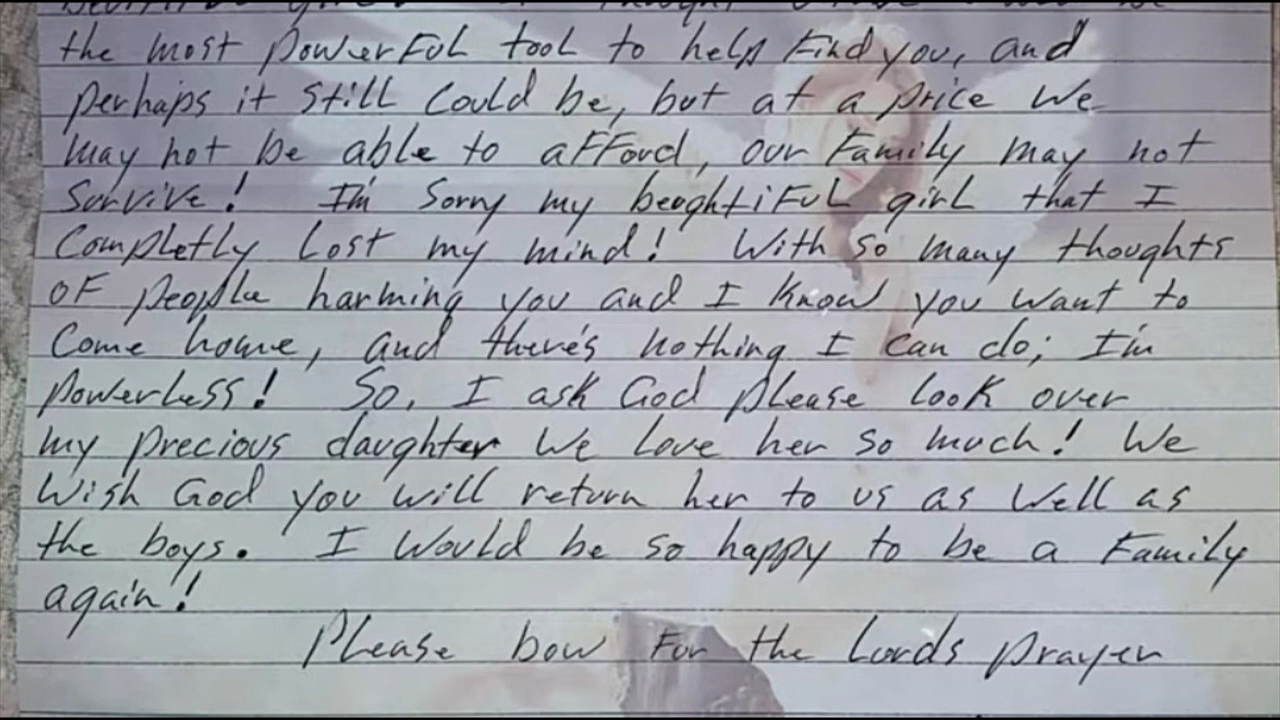 the most powerful tool to help find you, and
perhaps it still could be, but at a price we
may not be able to afford, our family may not
survive! I'm sorry my beoghtiful girl that I
completly lost my mind! With so many thoughts
of people harming you and I know you want to
come home, and there's nothing I can do; I'm
powerless! So, I ask God please look over
my precious daughter we love her so much! We
wish God you will return her to us as well as
the boys. I would be so happy to be a family
again!
Please bow for the Lords prayer